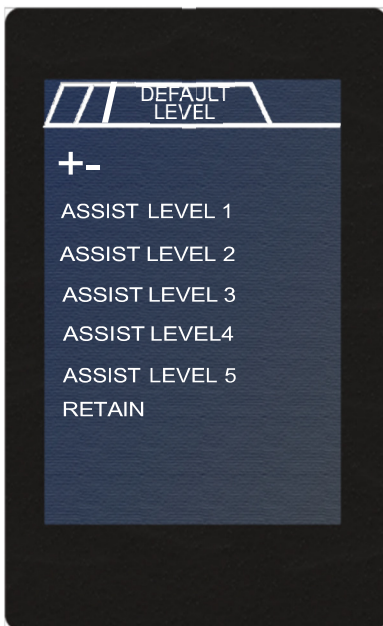 DEFAULT
LEVEL
+-
ASSIST LEVEL 1
ASSIST LEVEL 2
ASSIST LEVEL 3
ASSIST LEVEL4
ASSIST LEVEL 5
RETAIN